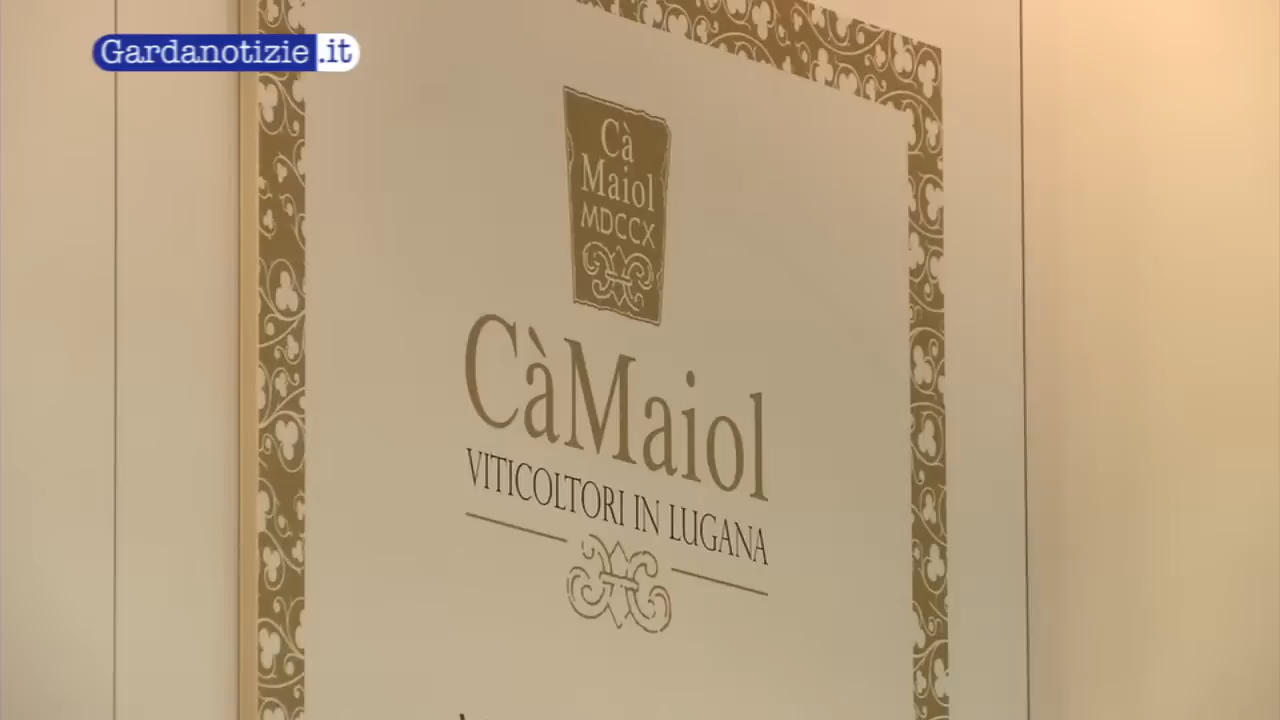 Gardanotizie.it
Cà
Maiol
MDCCX
CàMaiol
VITICOLTORI IN LUGANA